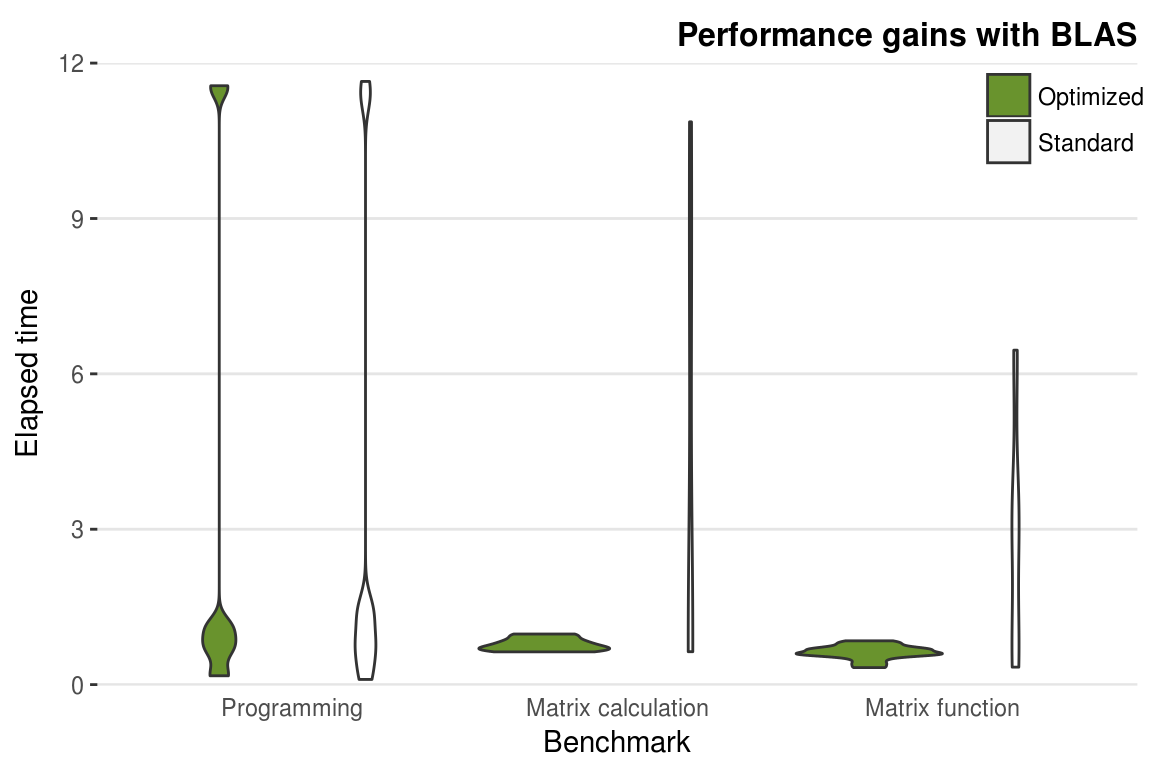 Performance gains with BLAS
Optimized
Standard
12
9
6
3
0
Elapsed time
Programming
Matrix calculation
Matrix function
Benchmark